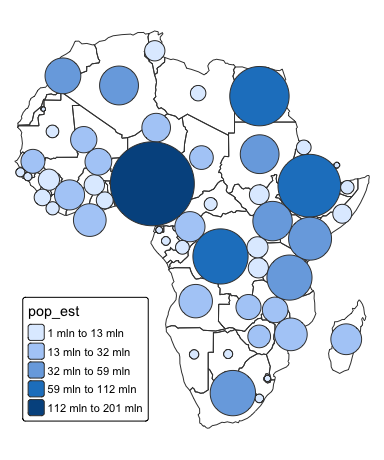 pop_est
1 mln to 13 mln
13 mln to 32 mln
32 mln to 59 mln
59 mln to 112 mln
112 mln to 201 mln